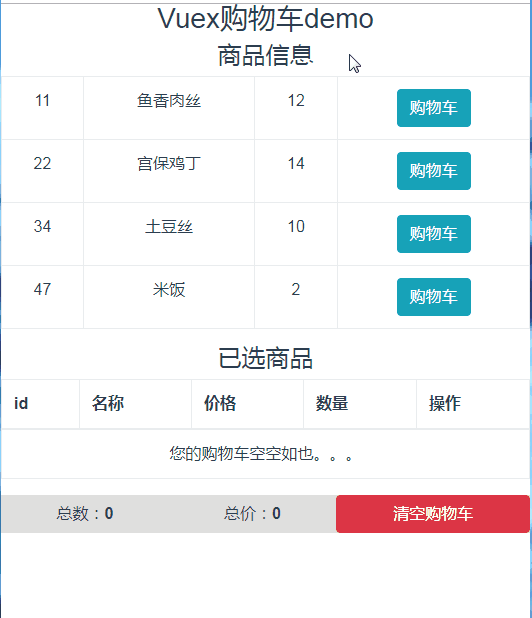 Vuex购物车demo
商品信息
11 鱼香肉丝 12 购物车
22 宫保鸡丁 14 购物车
34 土豆丝 10 购物车
47 米饭 2 购物车
已选商品
id 名称 价格 数量 操作
您的购物车空空如也。。。
总数：0 总价：0 清空购物车